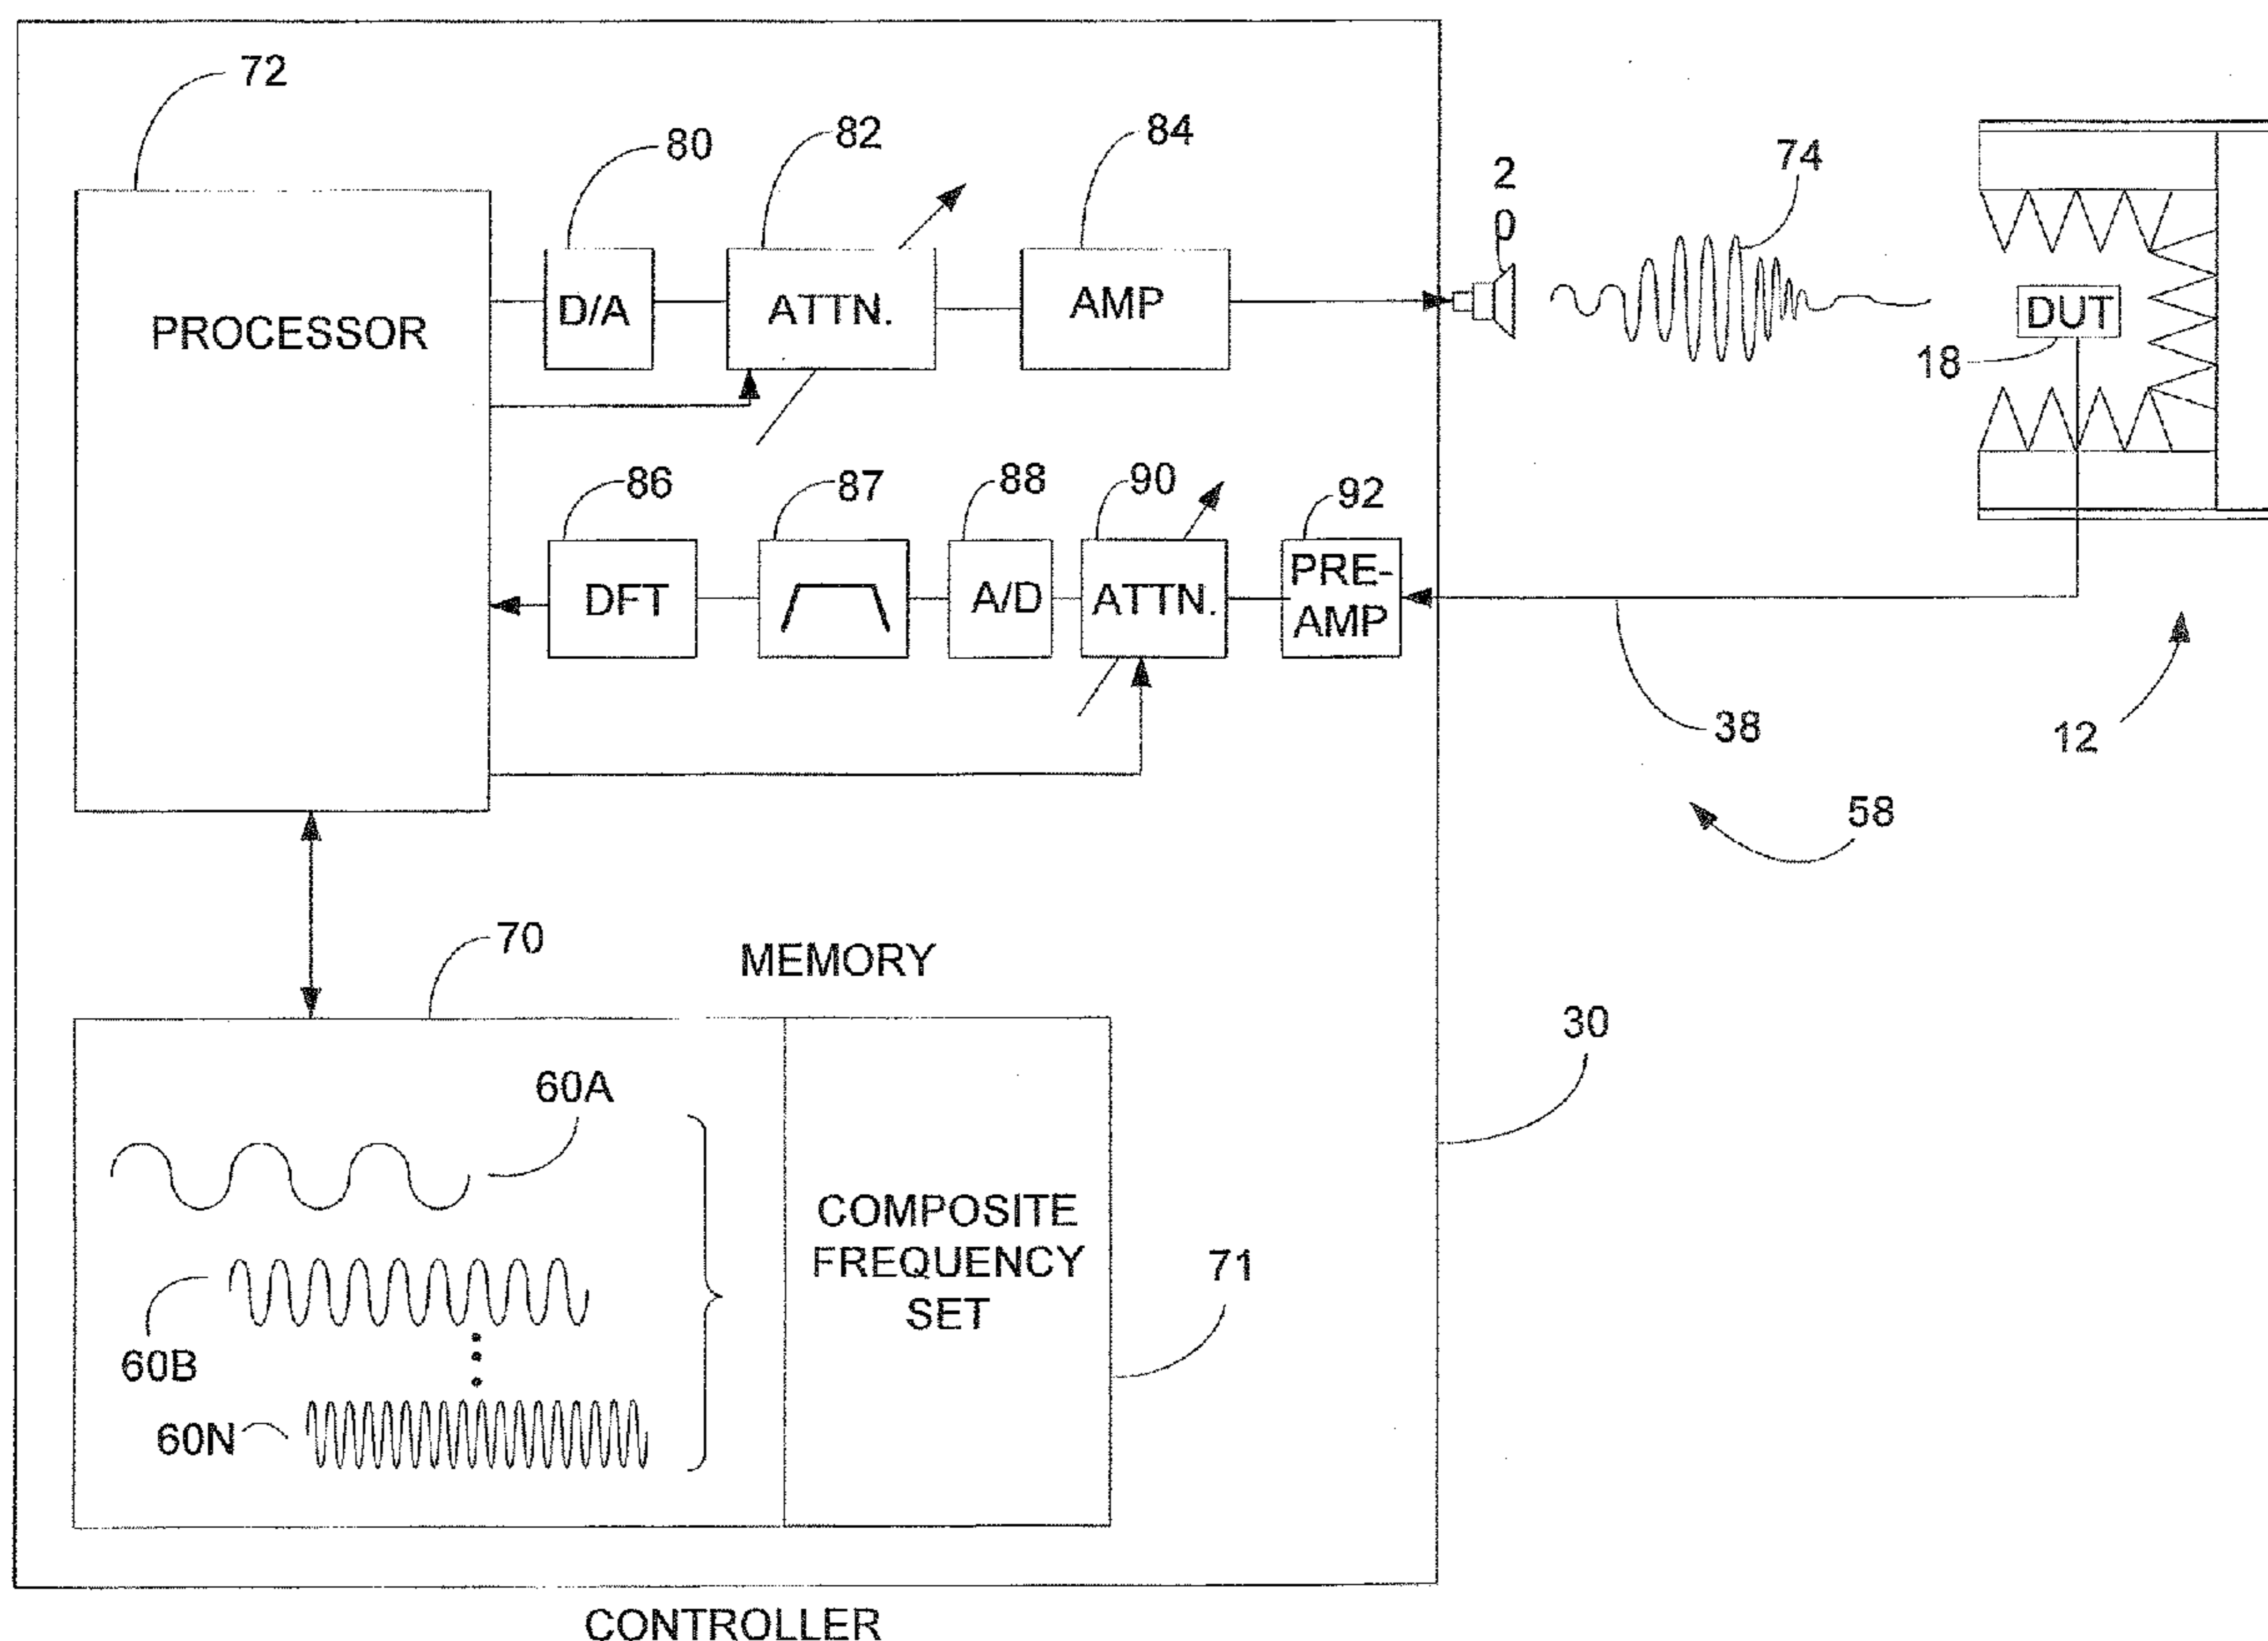 72
80
82
84
2
0
74
PROCESSOR
D/A
ATTN.
AMP
DUT
18
86
87
88
90
92
DFT
A/D
ATTN.
PRE-
AMP
38
12
58
70
MEMORY
30
60A
COMPOSITE
FREQUENCY
SET
71
60B
60N
CONTROLLER